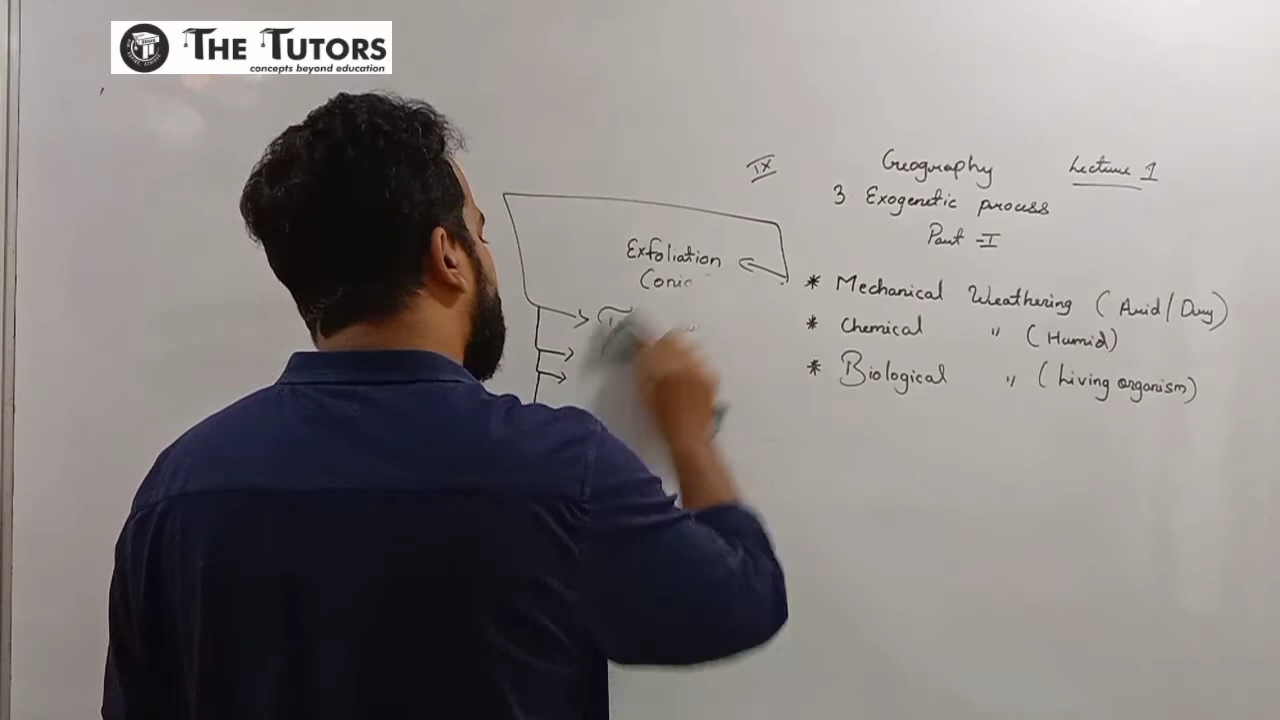 THE TUTORS
concepts beyond education
IX Geography Lecture 1
3 Exogenetic process
Part - I
Exfoliation
* Mechanical Weathering (Arid / Dry)
* Chemical " (Humid)
* Biological " (Living organism)